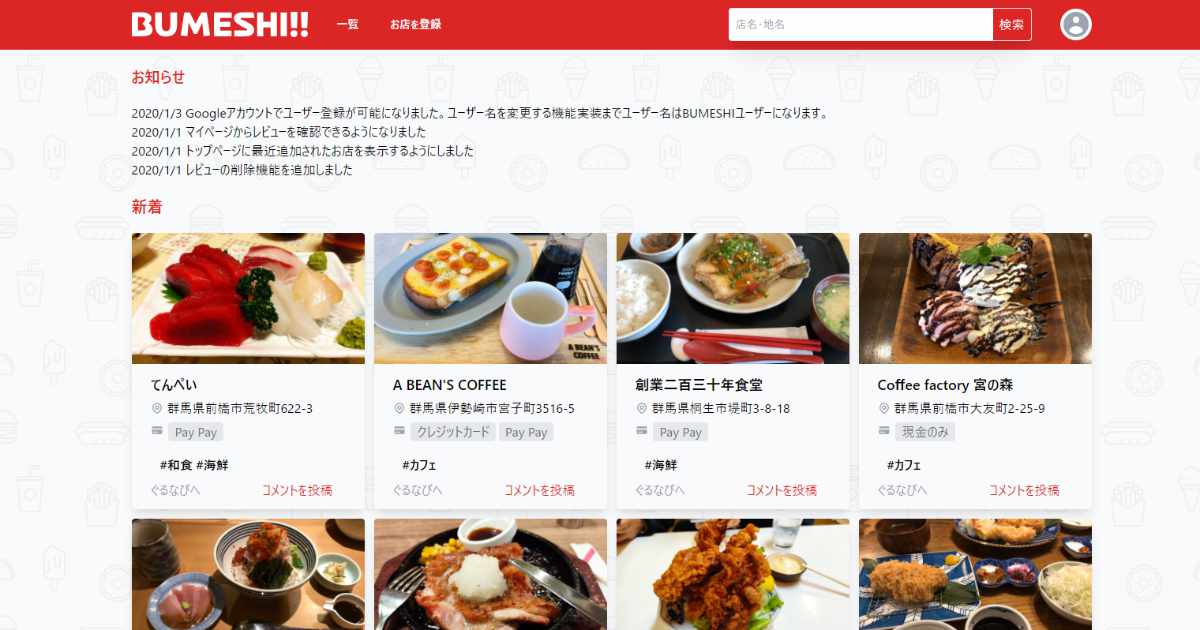 BUMESHI!! 一覧 お店を登録 店名・地名 検索
お知らせ
2020/1/3 Googleアカウントでユーザー登録が可能になりました。ユーザー名を変更する機能実装までユーザー名はBUMESHIユーザーになります。
2020/1/1 マイページからレビューを確認できるようになりました
2020/1/1 トップページに最近追加されたお店を表示するようにしました
2020/1/1 レビューの削除機能を追加しました
新着
A BEAN'S COFFEE
てんぺい
群馬県前橋市荒牧町622-3
Pay Pay
#和食 #海鮮
ぐるなびへ コメントを投稿
A BEAN'S COFFEE
群馬県伊勢崎市宮子町3516-5
クレジットカード Pay Pay
#カフェ
ぐるなびへ コメントを投稿
創業二百三十年食堂
群馬県桐生市堤町3-8-18
Pay Pay
#海鮮
ぐるなびへ コメントを投稿
Coffee factory 宮の森
群馬県前橋市大友町2-25-9
現金のみ
#カフェ
ぐるなびへ コメントを投稿